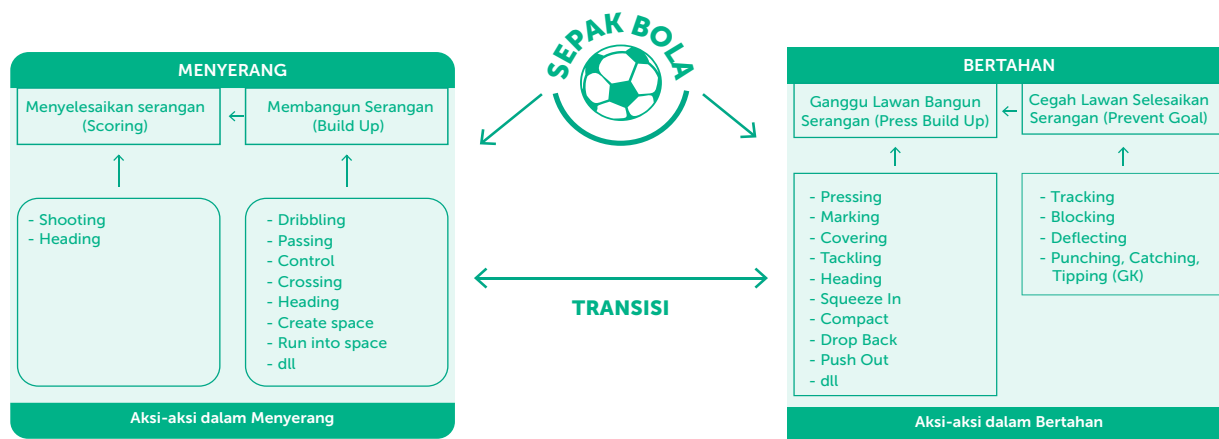 SEPAK BOLA
MENYERANG
Menyelesaikan serangan
(Scoring)
Membangun Serangan
(Build Up)
- Shooting
- Heading
- Dribbling
- Passing
- Control
- Crossing
- Heading
- Create space
- Run into space
- dll
Aksi-aksi dalam Menyerang
TRANSISI
BERTAHAN
Ganggu Lawan Bangun
Serangan (Press Build Up)
Cegah Lawan Selesaikan
Serangan (Prevent Goal)
- Pressing
- Marking
- Covering
- Tackling
- Heading
- Squeeze In
- Compact
- Drop Back
- Push Out
- dll
- Tracking
- Blocking
- Deflecting
- Punching, Catching,
Tipping (GK)
Aksi-aksi dalam Bertahan